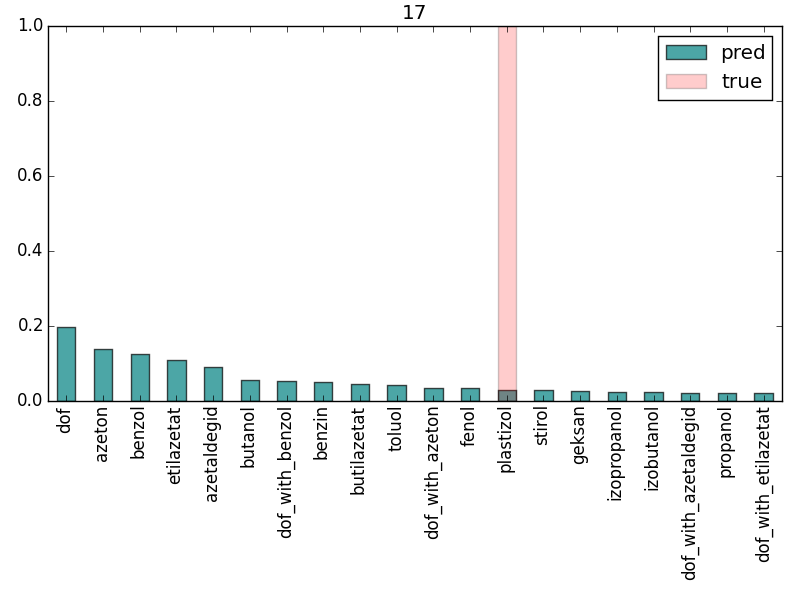 17
1.0
0.8
0.6
0.4
0.2
0.0
pred
true
dof
azeton
benzol
etilazetat
azetaldegid
butanol
dof_with_benzol
benzin
butilazetat
toluol
dof_with_azeton
fenol
plastizol
stirol
geksan
izopropanol
izobutanol
dof_with_azetaldegid
propanol
dof_with_etilazetat